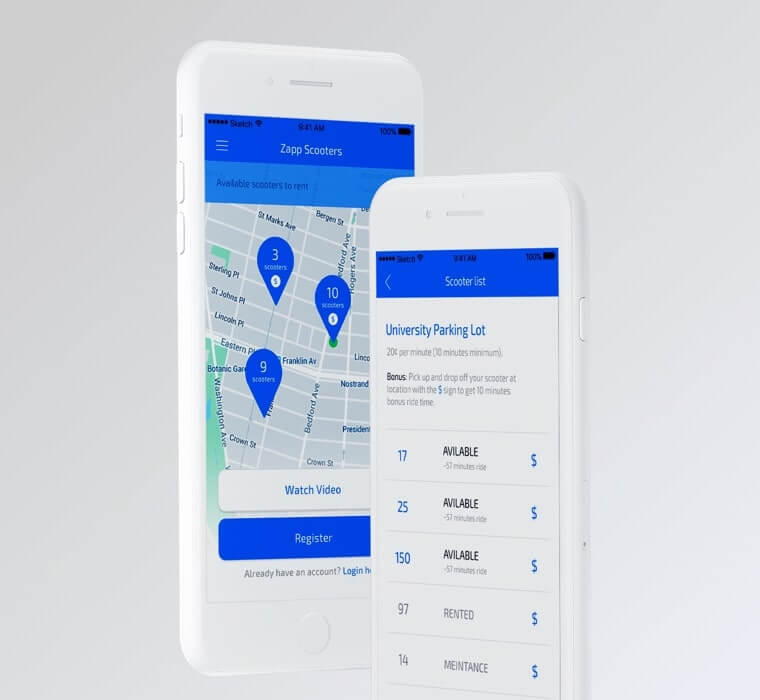 Sketch
9:41 AM
100%
Zapp Scooters
Available scooters to rent
St Marks Ave
Bergen St
Bedford Ave
Rogers Ave
3
scooters
$
Sterling Pl
St Johns Pl
10
scooters
$
Lincoln Pl
Eastern
Franklin Av
9
scooters
Botanic
Nostrand
Washington Ave
Bedford Ave
President
Crown St
Crown St
Watch Video
Register
Already have an account? Login
Sketch
9:41 AM
100%
Scooter list
University Parking Lot
20¢ per minute (10 minutes minimum).
Bonus: Pick up and drop off your scooter at
location with the $ sign to get 10 minutes
bonus ride time.
17 AVILABLE $
~57 minutes ride
25 AVILABLE $
~57 minutes ride
150 AVILABLE $
~57 minutes ride
97 RENTED $
14 MEINTANCE $